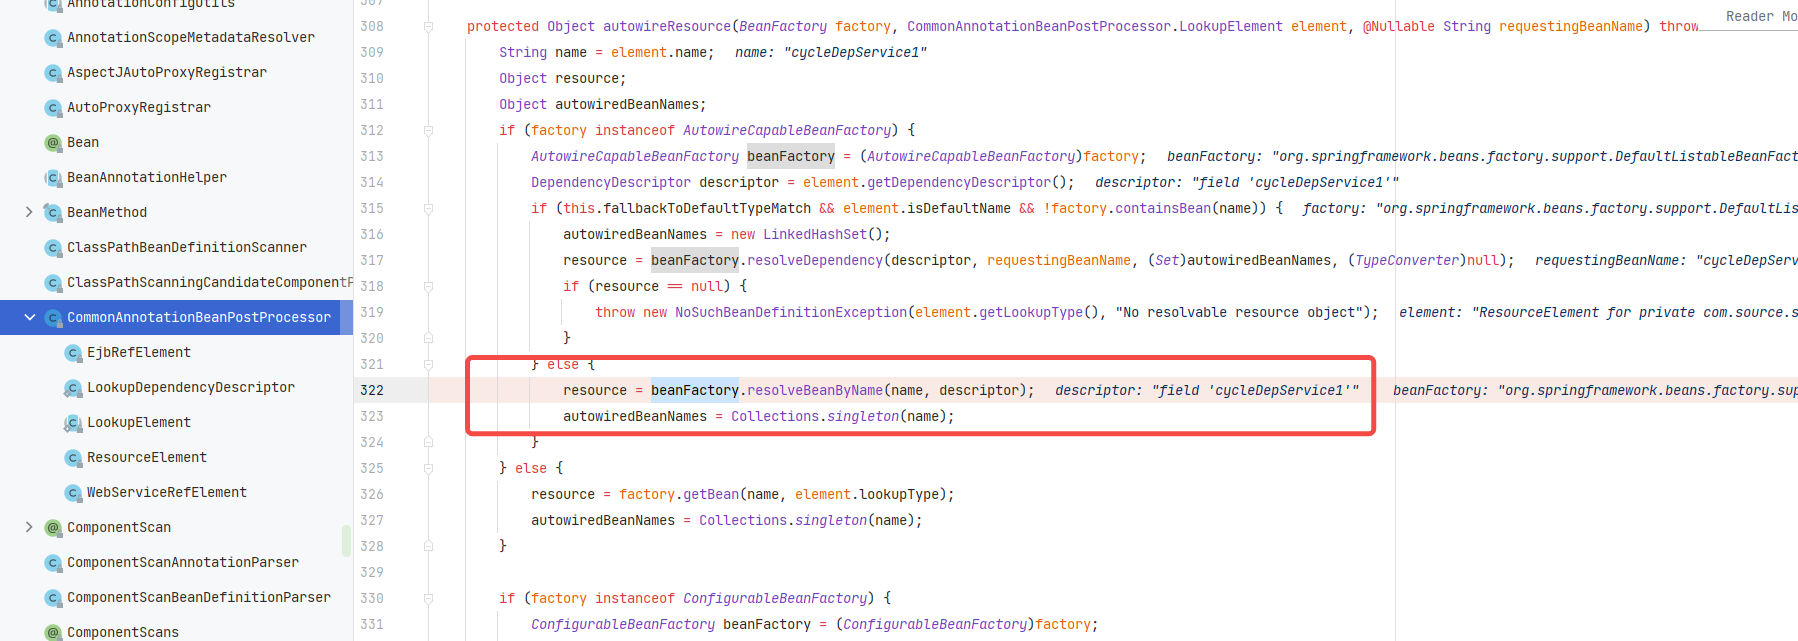 AnnotationConfigUtils
AnnotationScopeMetadataResolver
AspectJAutoProxyRegistrar
AutoProxyRegistrar
Bean
BeanAnnotationHelper
BeanMethod
ClassPathBeanDefinitionScanner
ClassPathScanningCandidateComponentP
CommonAnnotationBeanPostProcessor
EjbRefElement
LookupDependencyDescriptor
LookupElement
ResourceElement
WebServiceRefElement
ComponentScan
ComponentScanAnnotationParser
ComponentScanBeanDefinitionParser
ComponentScans
Reader Mo
307
308 protected Object autowireResource(BeanFactory factory, CommonAnnotationBeanPostProcessor.LookupElement element, @Nullable String requestingBeanName) throw
309 String name = element.name; name: "cycleDepService1"
310 Object resource;
311 Object autowiredBeanNames;
312 if (factory instanceof AutowireCapableBeanFactory) {
313 AutowireCapableBeanFactory beanFactory = (AutowireCapableBeanFactory)factory; beanFactory: "org.springframework.beans.factory.support.DefaultListableBeanFact
314 DependencyDescriptor descriptor = element.getDependencyDescriptor(); descriptor: "field 'cycleDepService1'"
315 if (this.fallbackToDefaultTypeMatch && element.isDefaultName && !factory.containsBean(name)) { factory: "org.springframework.beans.factory.support.DefaultLis
316 autowiredBeanNames = new LinkedHashSet();
317 resource = beanFactory.resolveDependency(descriptor, requestingBeanName, (Set)autowiredBeanNames, (TypeConverter)null); requestingBeanName: "cycleDepServ
318 if (resource == null) {
319 throw new NoSuchBeanDefinitionException(element.getLookupType(), "No resolvable resource object"); element: "ResourceElement for private com.source.s
320 }
321 } else {
322 resource = beanFactory.resolveBeanByName(name, descriptor); descriptor: "field 'cycleDepService1'" beanFactory: "org.springframework.beans.factory.sup
323 autowiredBeanNames = Collections.singleton(name);
324 }
325 } else {
326 resource = factory.getBean(name, element.lookupType);
327 autowiredBeanNames = Collections.singleton(name);
328 }
329
330 if (factory instanceof ConfigurableBeanFactory) {
331 ConfigurableBeanFactory beanFactory = (ConfigurableBeanFactory)factory;